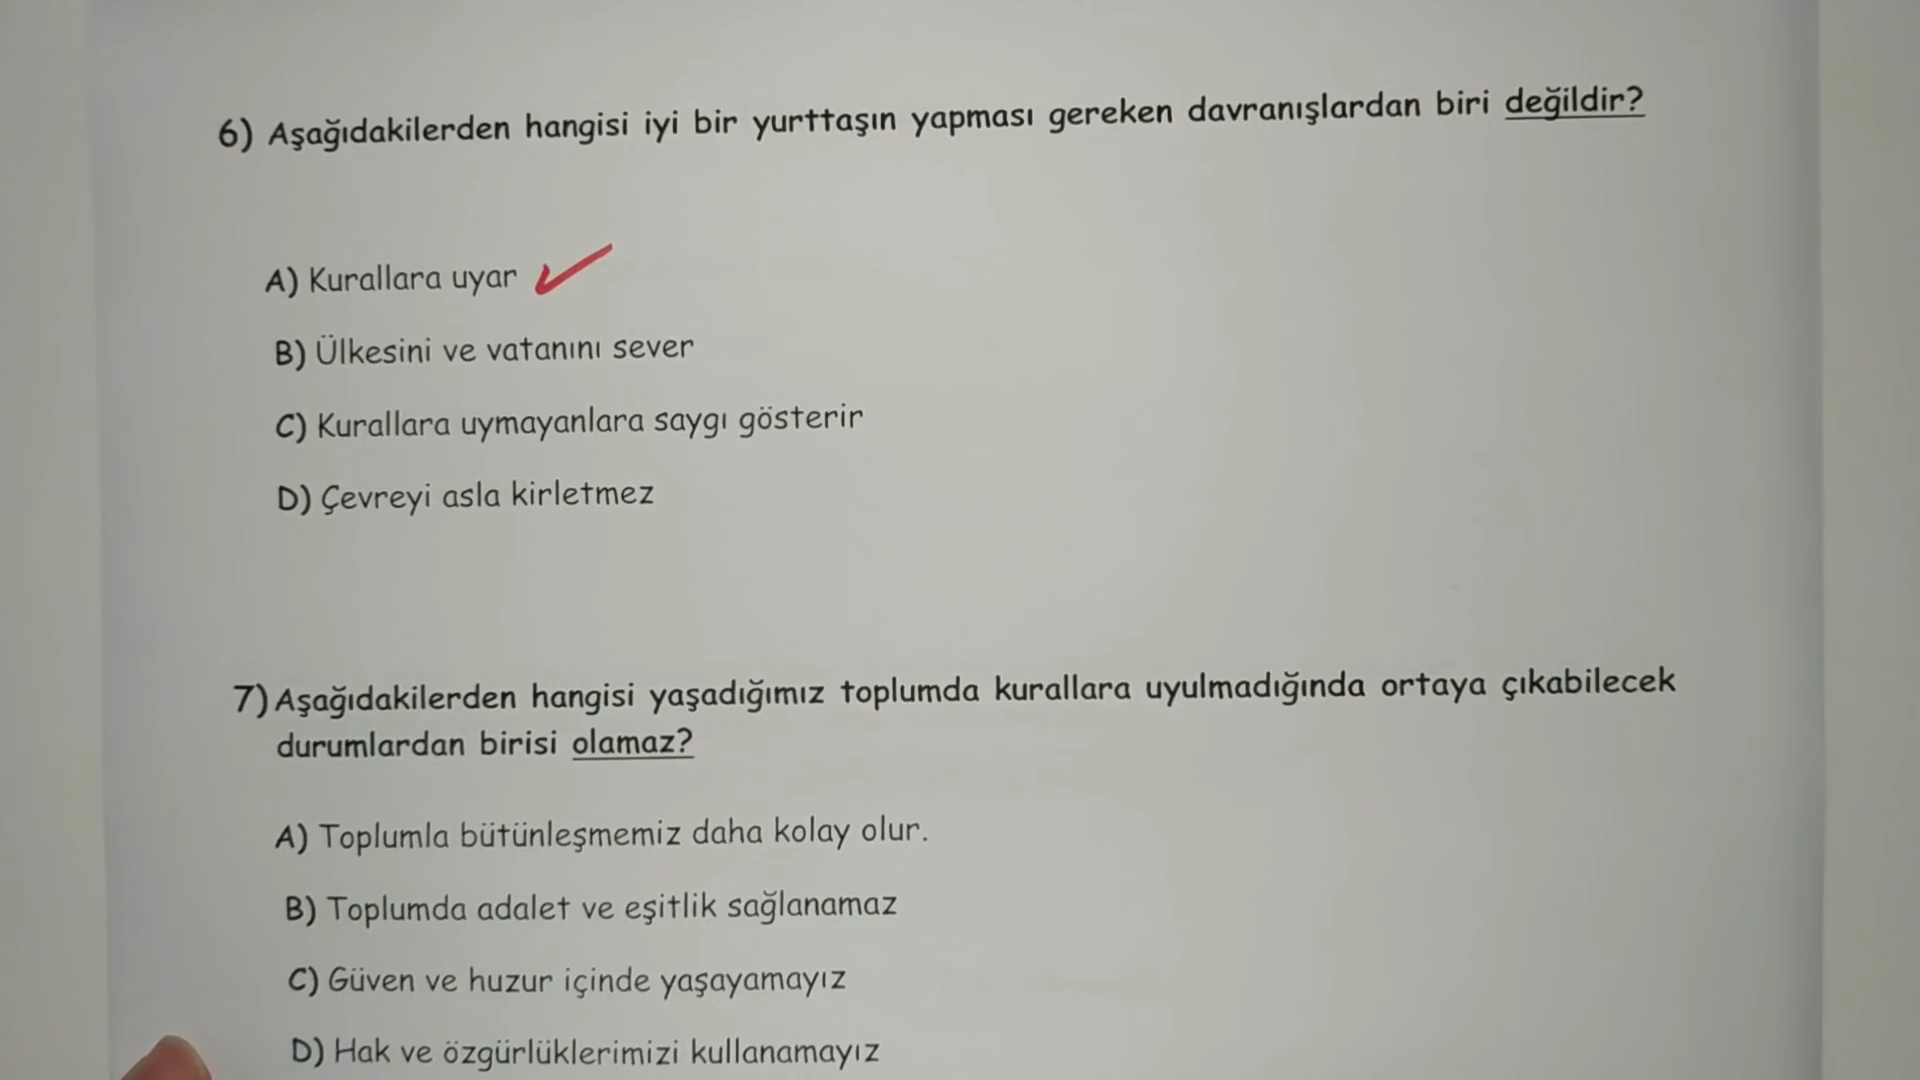 6) Aşağıdakilerden hangisi iyi bir yurttaşın yapması gereken davranışlardan biri değildir?
A) Kurallara uyar
B) Ülkesini ve vatanını sever
C) Kurallara uymayanlara saygı gösterir
D) Çevreyi asla kirletmez
7) Aşağıdakilerden hangisi yaşadığımız toplumda kurallara uyulmadığında ortaya çıkabilecek
durumlardan birisi olamaz?
A) Toplumla bütünleşmemiz daha kolay olur.
B) Toplumda adalet ve eşitlik sağlanamaz
C) Güven ve huzur içinde yaşayamayız
D) Hak ve özgürlüklerimizi kullanamayız